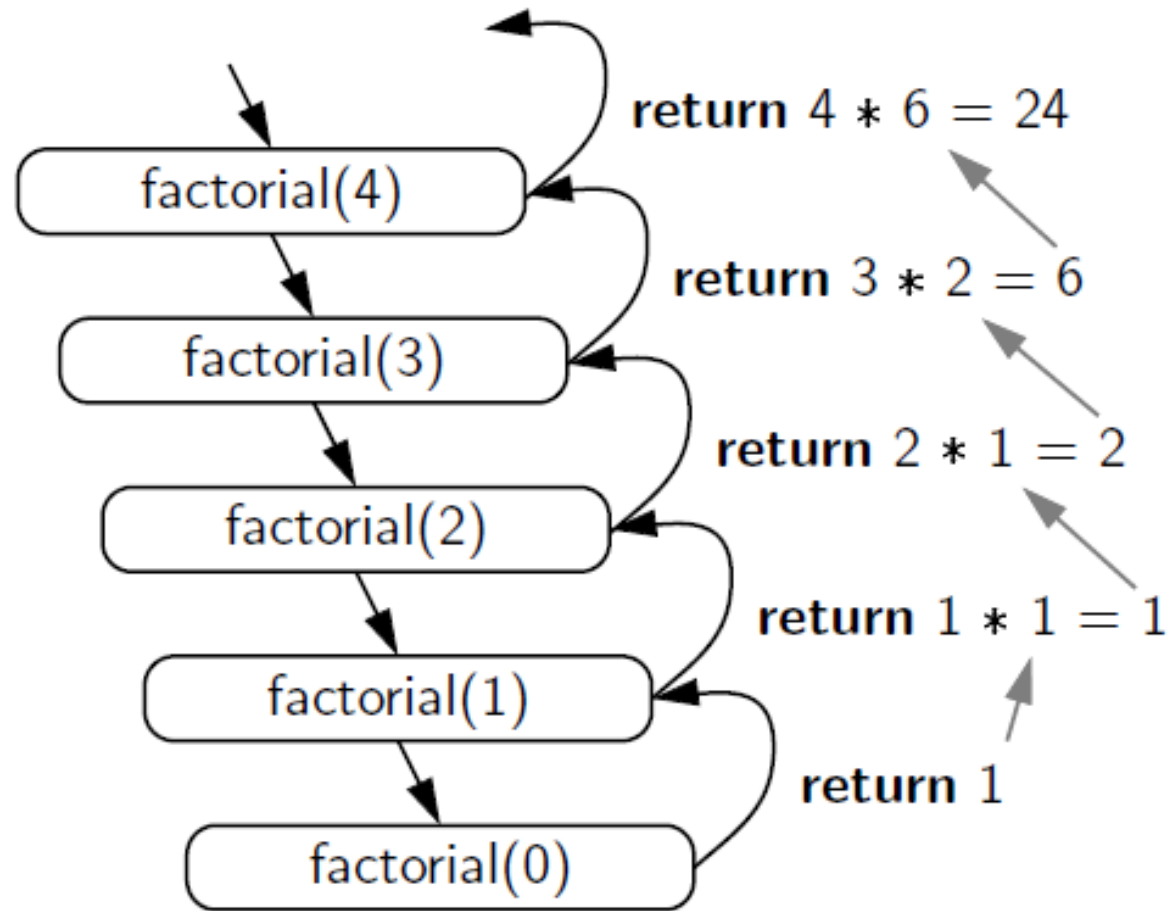 return 4 * 6 = 24
factorial(4)
return 3 * 2 = 6
factorial(3)
return 2 * 1 = 2
factorial(2)
return 1 * 1 = 1
factorial(1)
return 1
factorial(0)